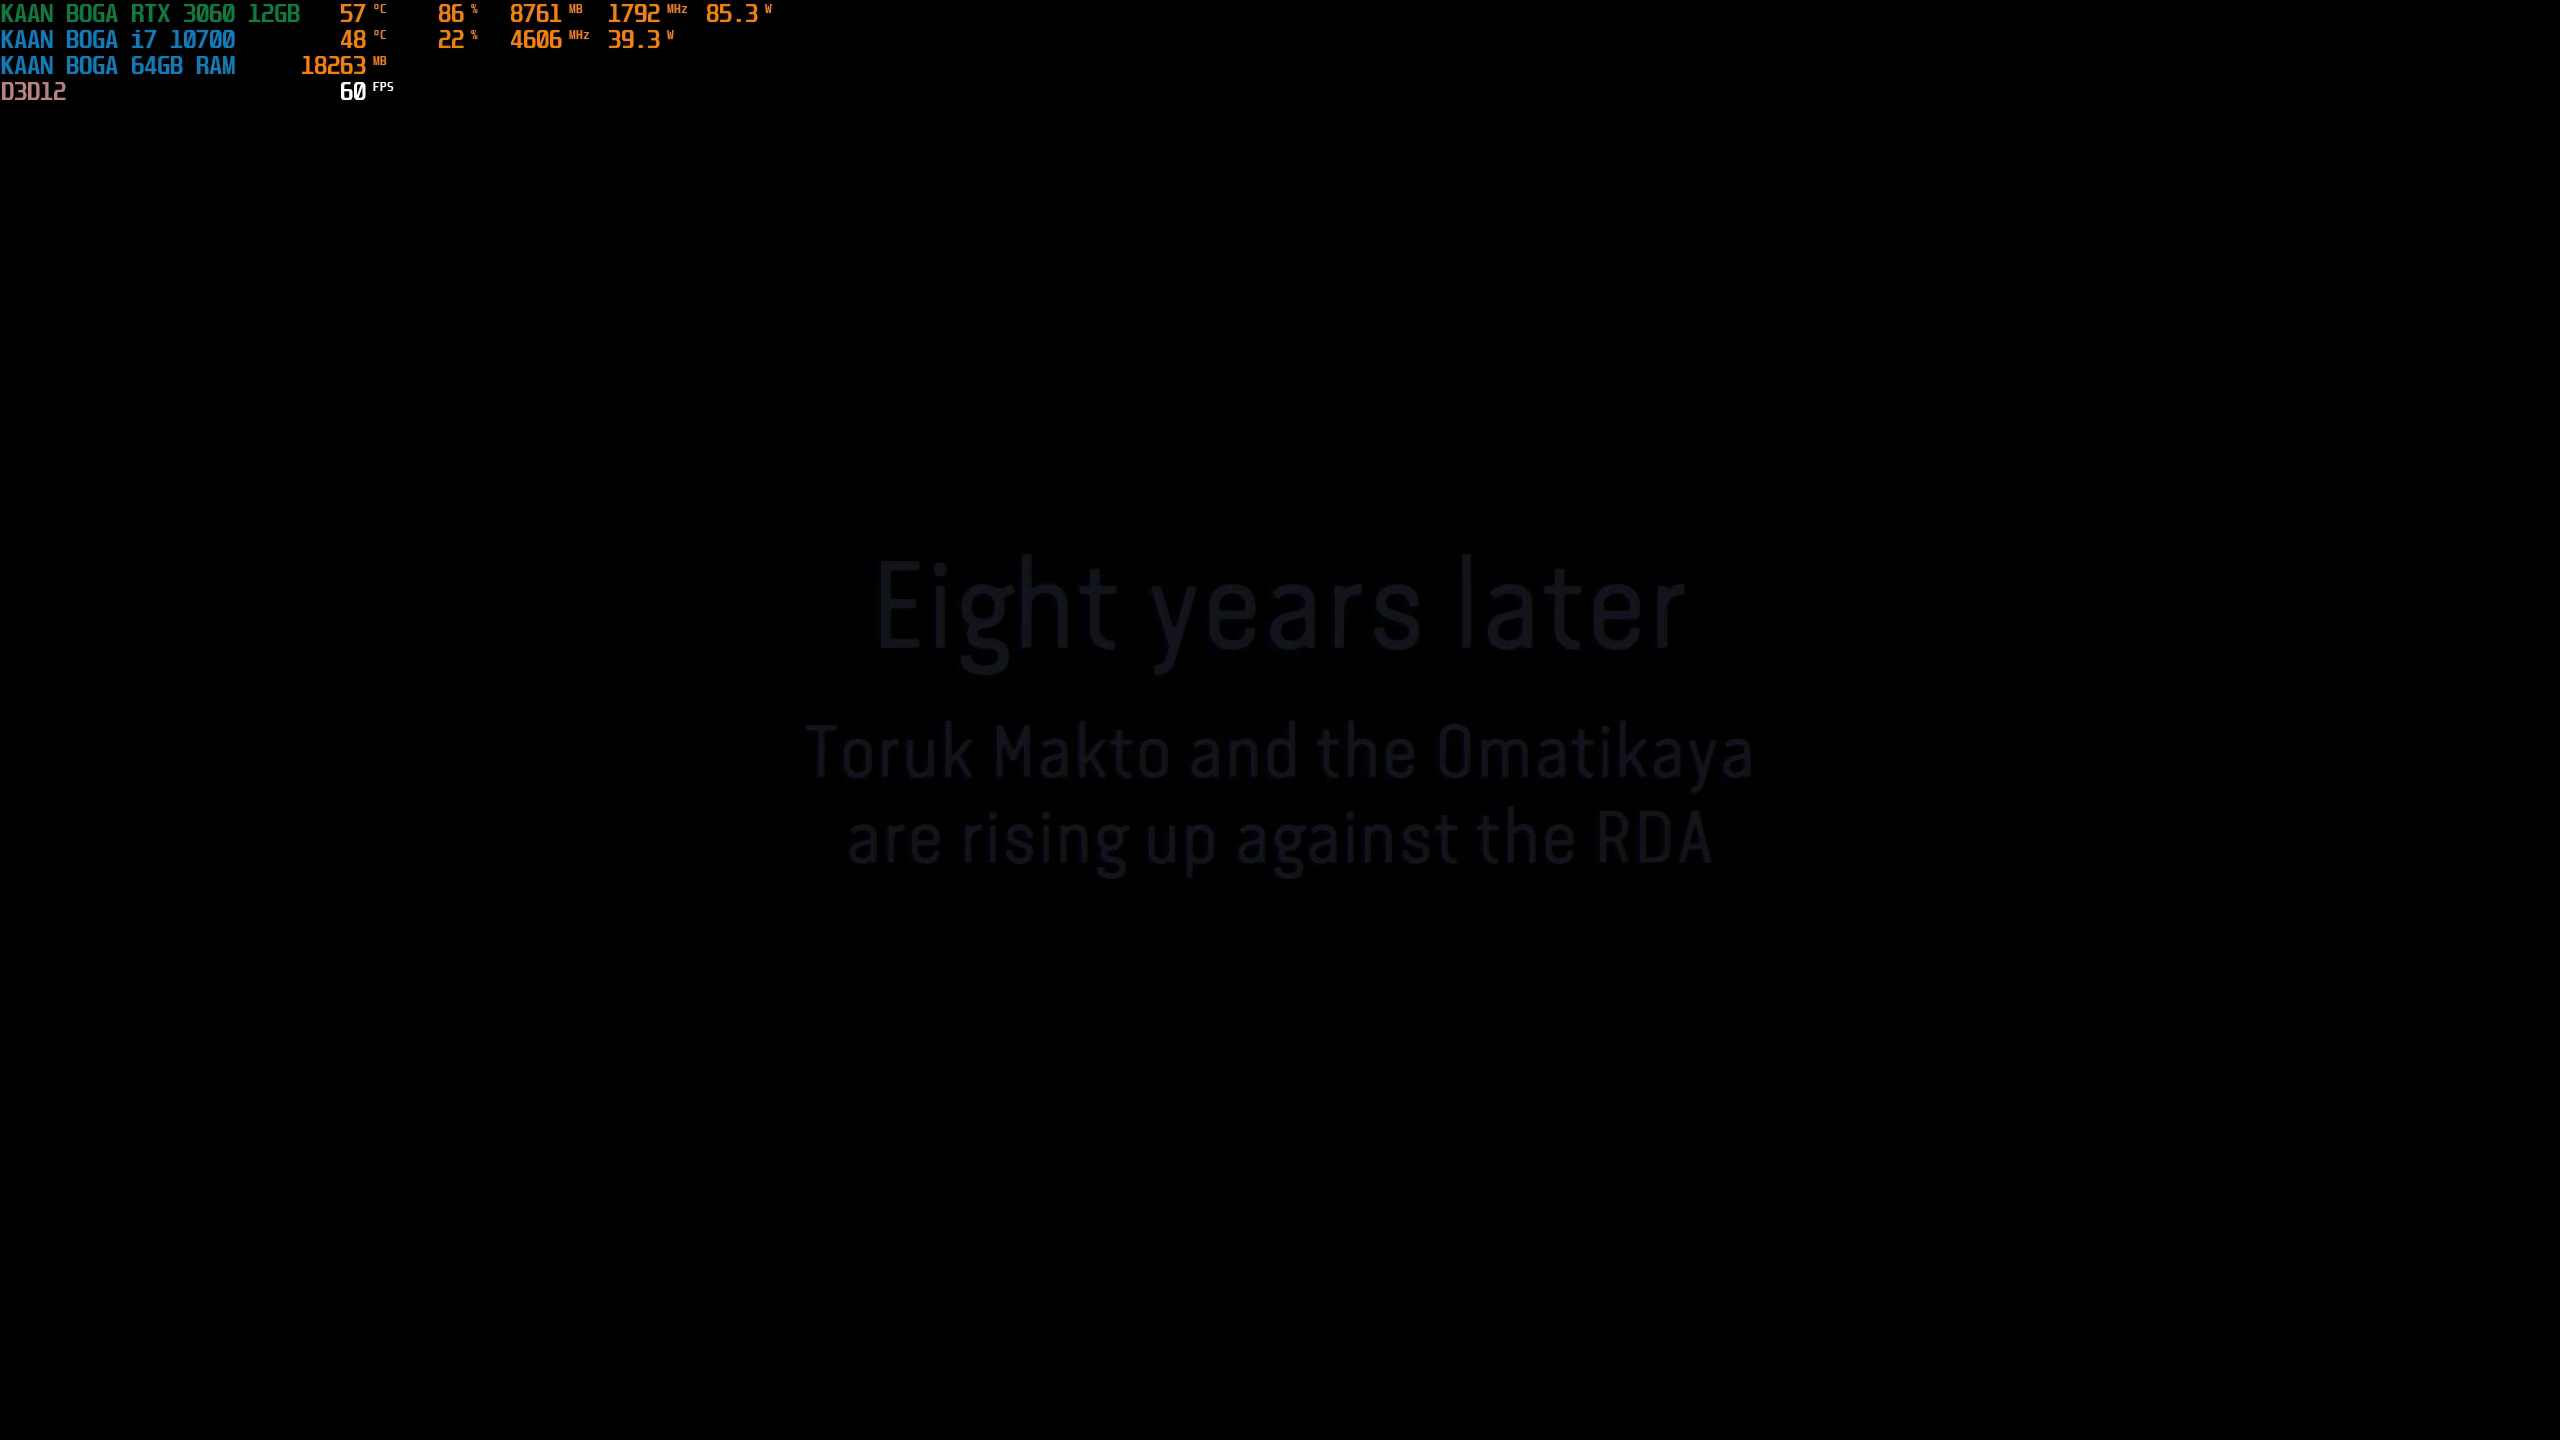 KAAN BOGA RTX 3060 12GB 57 °C 86 % 8761 MB 1792 MHz 85.3 W
KAAN BOGA i7 10700 48 °C 22 % 4606 MHz 39.3 W
KAAN BOGA 64GB RAM 18263 MB
D3D12 60 FPS
Eight years later
Toruk Makto and the Omatikaya
are rising up against the RDA